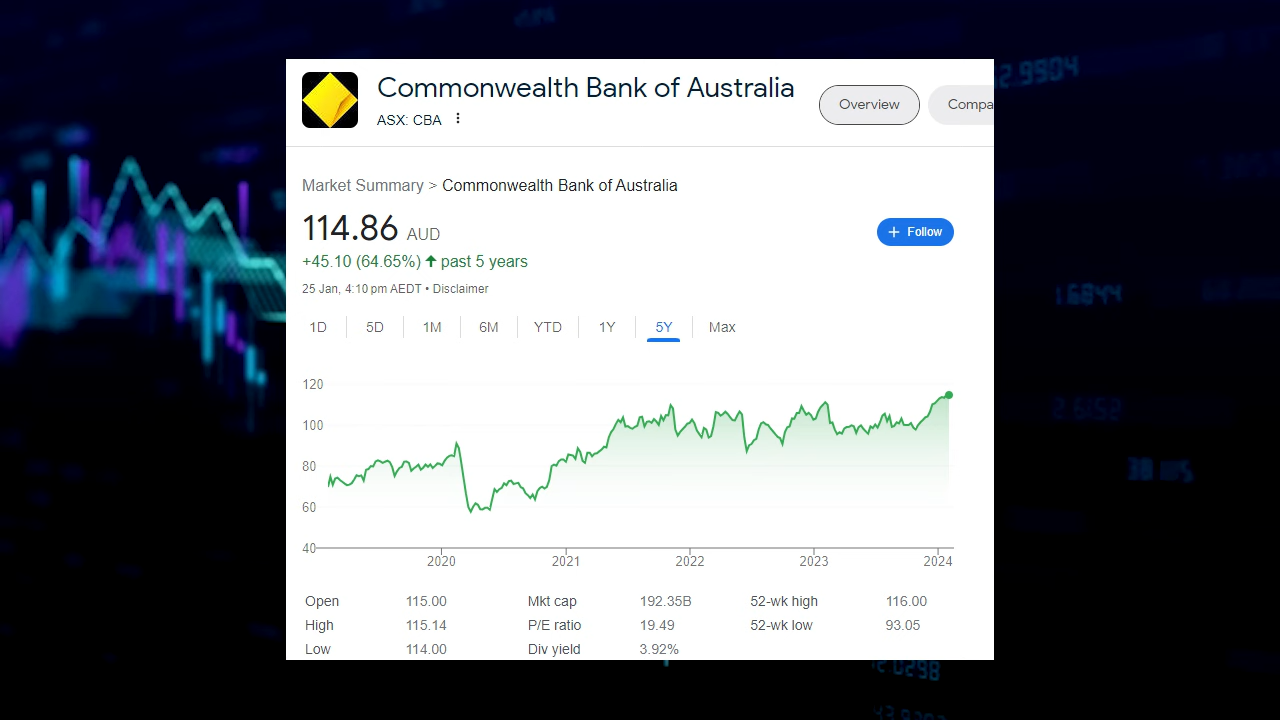 Commonwealth Bank of Australia
Overview
Compa
ASX: CBA
Market Summary > Commonwealth Bank of Australia
114.86 AUD
+ Follow
+45.10 (64.65%) ↑ past 5 years
25 Jan, 4:10 pm AEDT • Disclaimer
1D 5D 1M 6M YTD 1Y 5Y Max
120
100
80
60
40
2020 2021 2022 2023 2024
Open 115.00 Mkt cap 192.35B 52-wk high 116.00
High 115.14 P/E ratio 19.49 52-wk low 93.05
Low 114.00 Div yield 3.92%